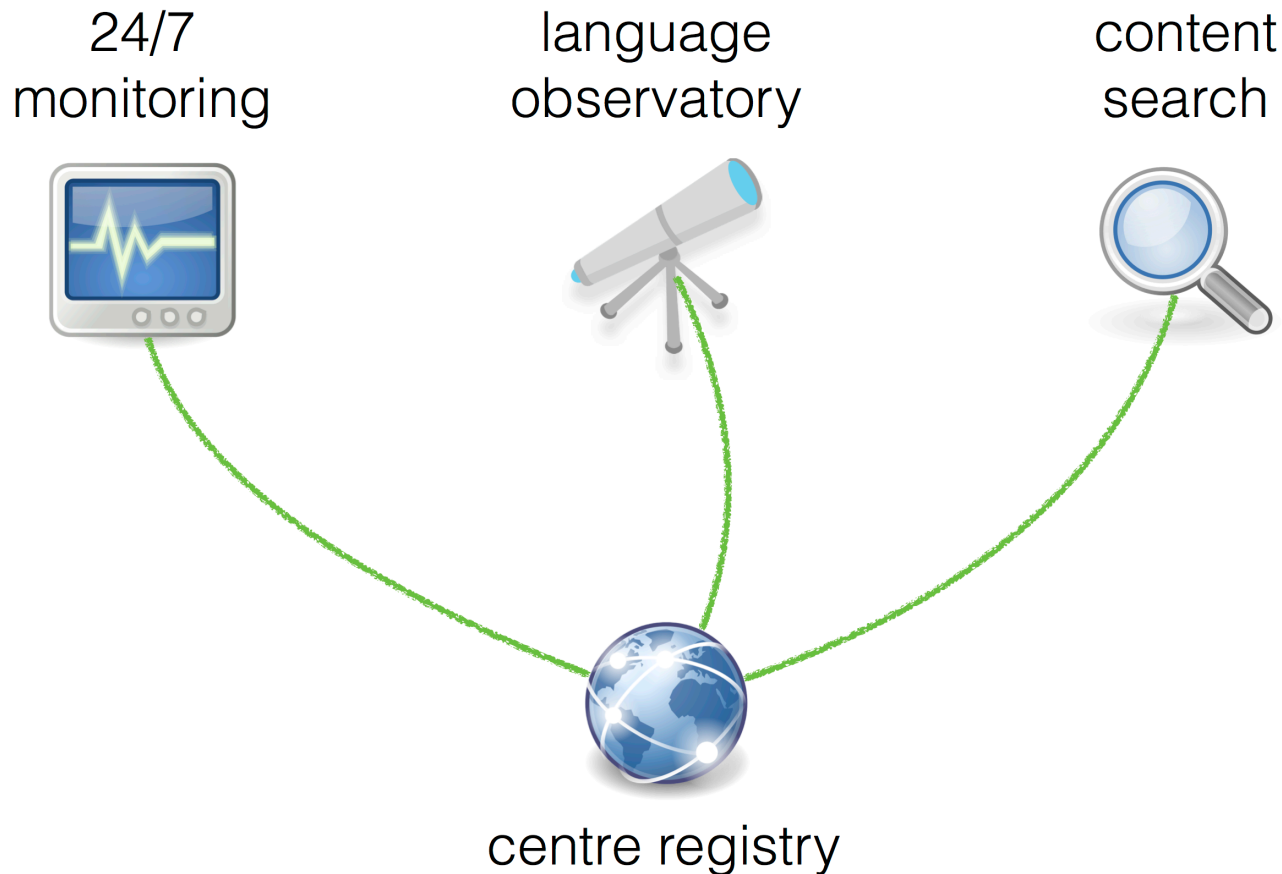 24/7
monitoring
language
observatory
content
search
centre registry